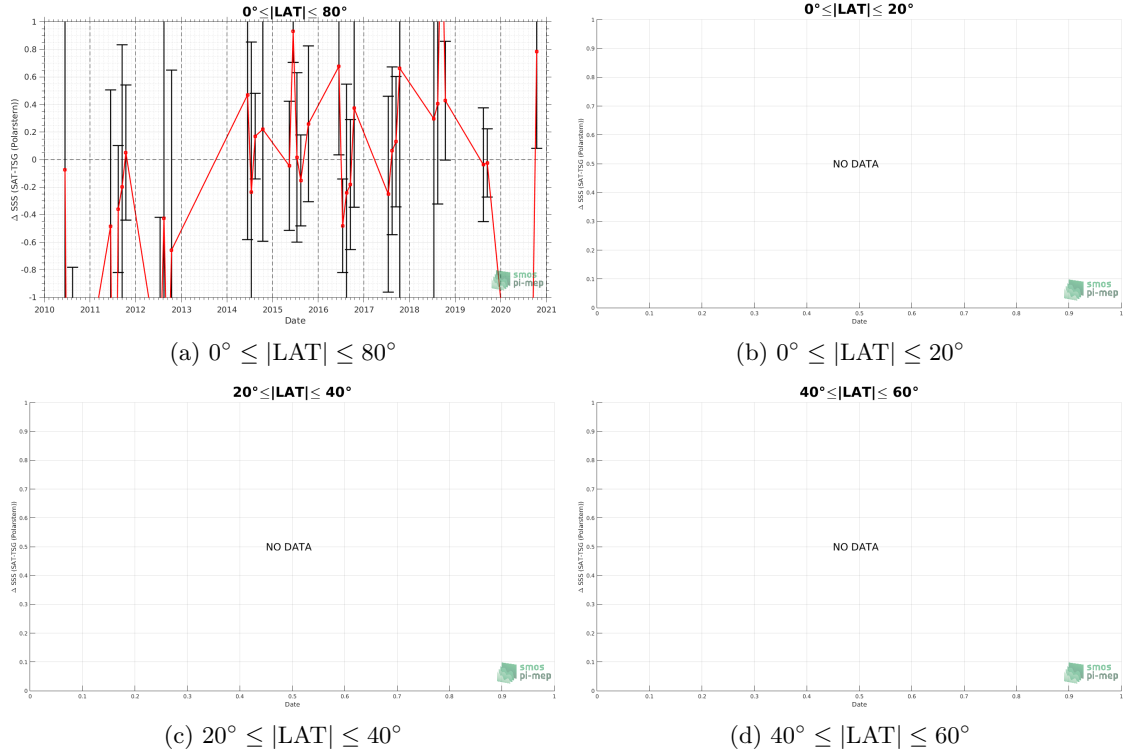 0°≤|LAT|≤ 80°
Δ SSS (SAT-TSG (Polarstern))
1
0.8
0.6
0.4
0.2
0
-0.2
-0.4
-0.6
-0.8
-1
2010 2011 2012 2013 2014 2015 2016 2017 2018 2019 2020 2021
Date
smos
pi-mep
(a) 0° ≤ |LAT| ≤ 80°
0°≤|LAT|≤ 20°
Δ SSS (SAT-TSG (Polarstern))
1
0.9
0.8
0.7
0.6
0.5
0.4
0.3
0.2
0.1
0
NO DATA
0 0.1 0.2 0.3 0.4 0.5 0.6 0.7 0.8 0.9 1
Date
smos
pi-mep
(b) 0° ≤ |LAT| ≤ 20°
20°≤|LAT|≤ 40°
Δ SSS (SAT-TSG (Polarstern))
1
0.9
0.8
0.7
0.6
0.5
0.4
0.3
0.2
0.1
0
NO DATA
0 0.1 0.2 0.3 0.4 0.5 0.6 0.7 0.8 0.9 1
Date
smos
pi-mep
(c) 20° ≤ |LAT| ≤ 40°
40°≤|LAT|≤ 60°
Δ SSS (SAT-TSG (Polarstern))
1
0.9
0.8
0.7
0.6
0.5
0.4
0.3
0.2
0.1
0
NO DATA
0 0.1 0.2 0.3 0.4 0.5 0.6 0.7 0.8 0.9 1
Date
smos
pi-mep
(d) 40° ≤ |LAT| ≤ 60°